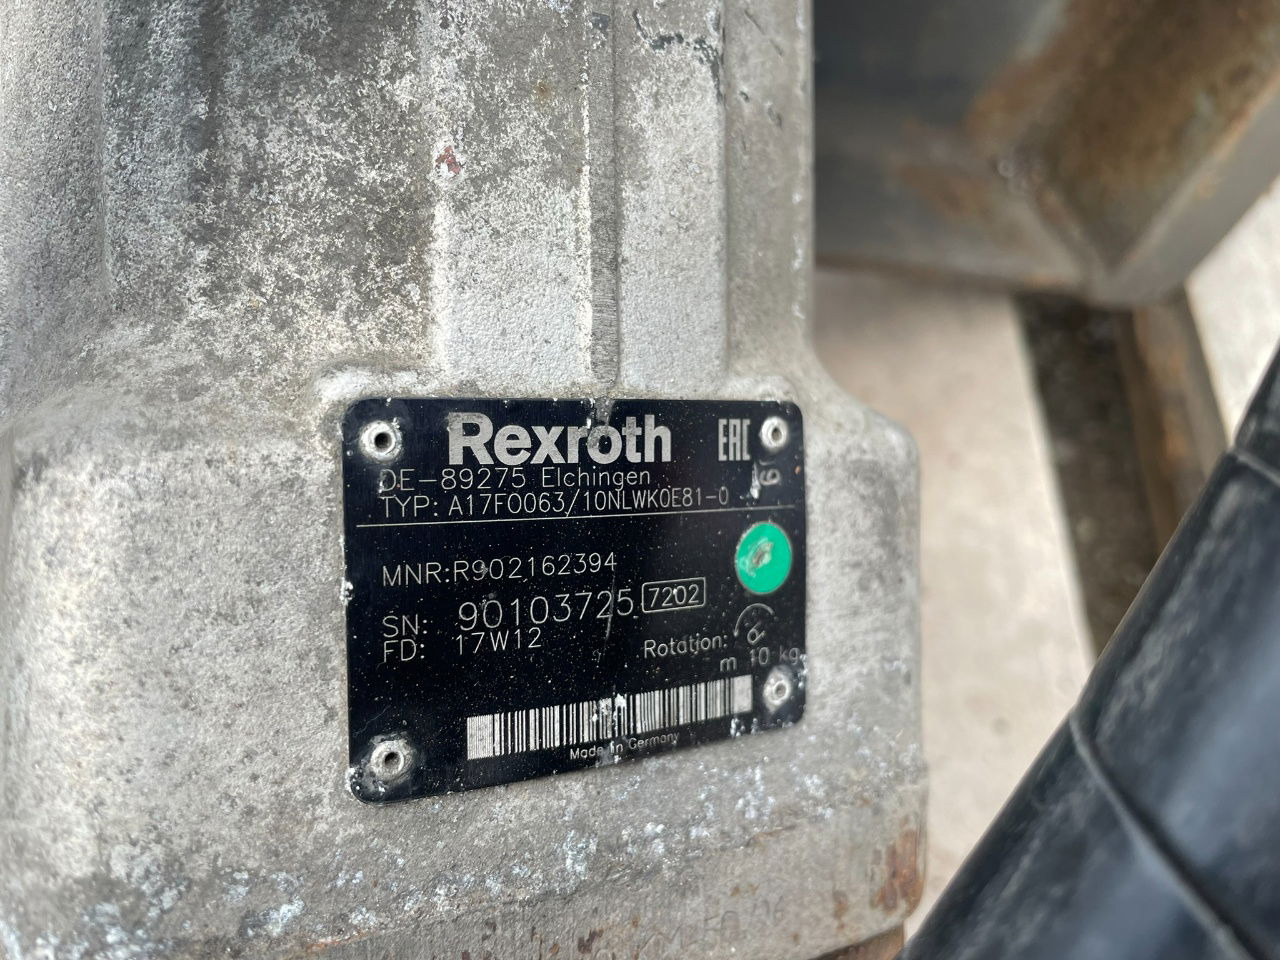 Rexroth EAC
DE-89275 Elchingen
TYP: A17FO063/10NLWK0E81-0
MNR:R902162394
SN: 90103725 7202
FD: 17W12
Rotation:
m 10 kg
Made in Germany